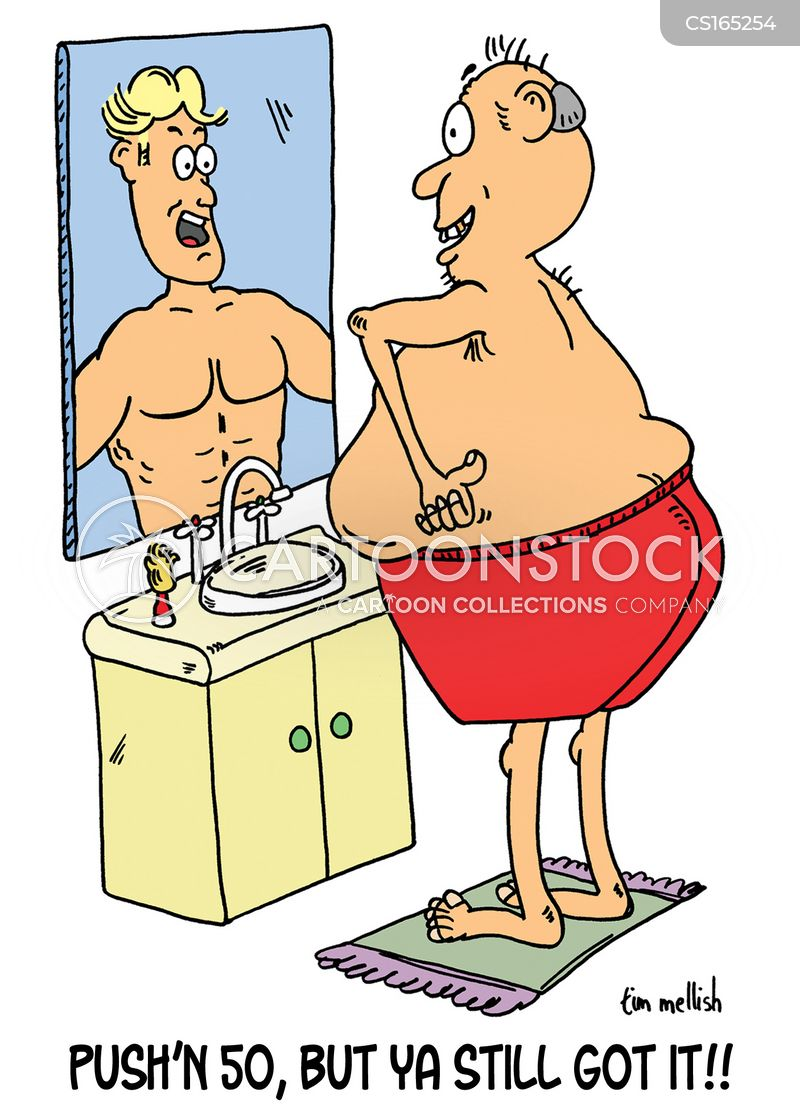 CS165254
CARTOONSTOCK
A CARTOON COLLECTIONS COMPANY
tim mellish
PUSH'N 50, BUT YA STILL GOT IT!!